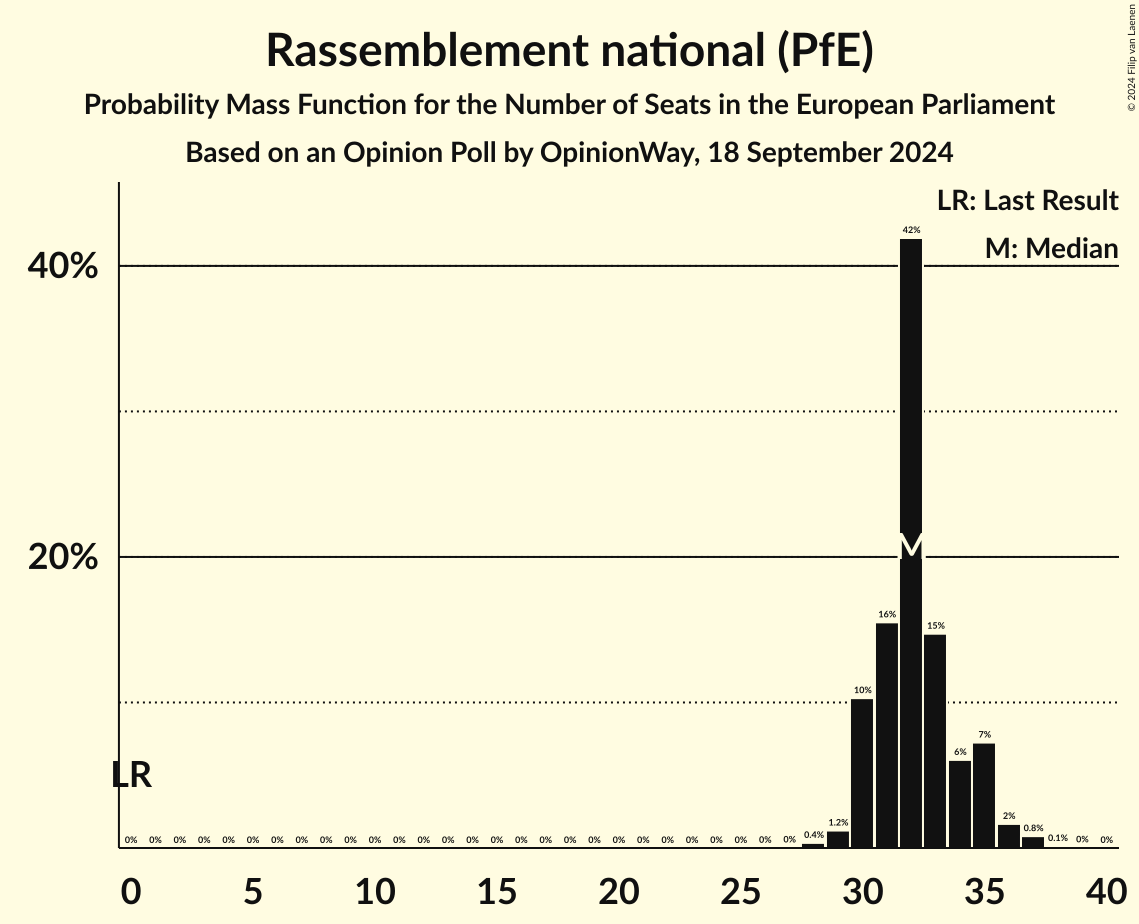 Rassemblement national (PfE)
Probability Mass Function for the Number of Seats in the European Parliament
Based on an Opinion Poll by OpinionWay, 18 September 2024
© 2024 Filip van Laenen
LR: Last Result
M: Median
40%
20%
42%
M
16%
15%
10%
7%
6%
LR
0% 0% 0% 0% 0% 0% 0% 0% 0% 0% 0% 0% 0% 0% 0% 0% 0% 0% 0% 0% 0% 0% 0% 0% 0% 0% 0% 0% 0.4% 1.2% 2% 0.8% 0.1% 0% 0%
0 5 10 15 20 25 30 35 40